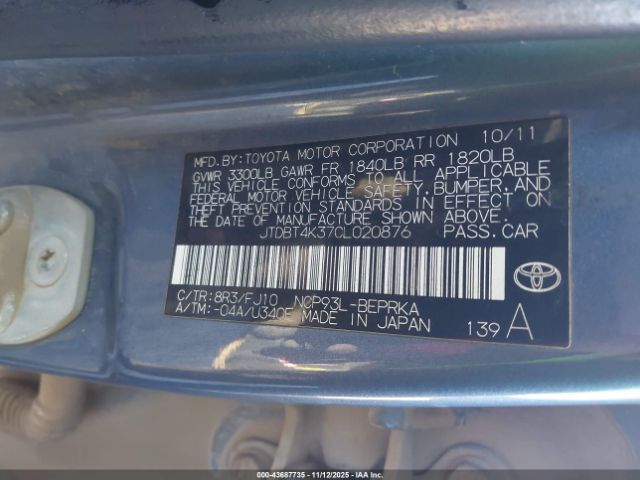 MFD.BY:TOYOTA MOTOR CORPORATION 10/11
GVWR 3300LB GAWR FR 1840LB RR 1820LB
THIS VEHICLE CONFORMS TO ALL APPLICABLE
FEDERAL MOTOR VEHICLE SAFETY,BUMPER,AND
THEFT PREVENTION STANDARDS IN EFFECT ON
THE DATE OF MANUFACTURE SHOWN ABOVE.
JTDBT4K37CL020876 PASS.CAR
C/TR:8R3/FJ10 NCP93L-BEPRKA
A/TM:-04A/U340E MADE IN JAPAN 139 A
000-43687735 - 11/12/2025 - IAAI.com